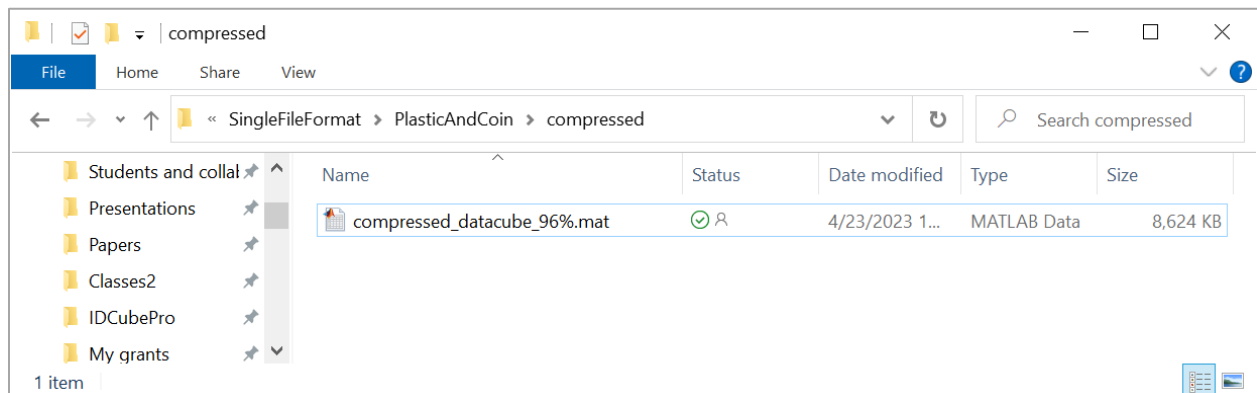 compressed
File Home Share View
« SingleFileFormat > PlasticAndCoin > compressed Search compressed
Name Status Date modified Type Size
Students and collal
compressed_datacube_96%.mat 4/23/2023 1... MATLAB Data 8,624 KB
Presentations
Papers
Classes2
IDCubePro
My grants
1 item